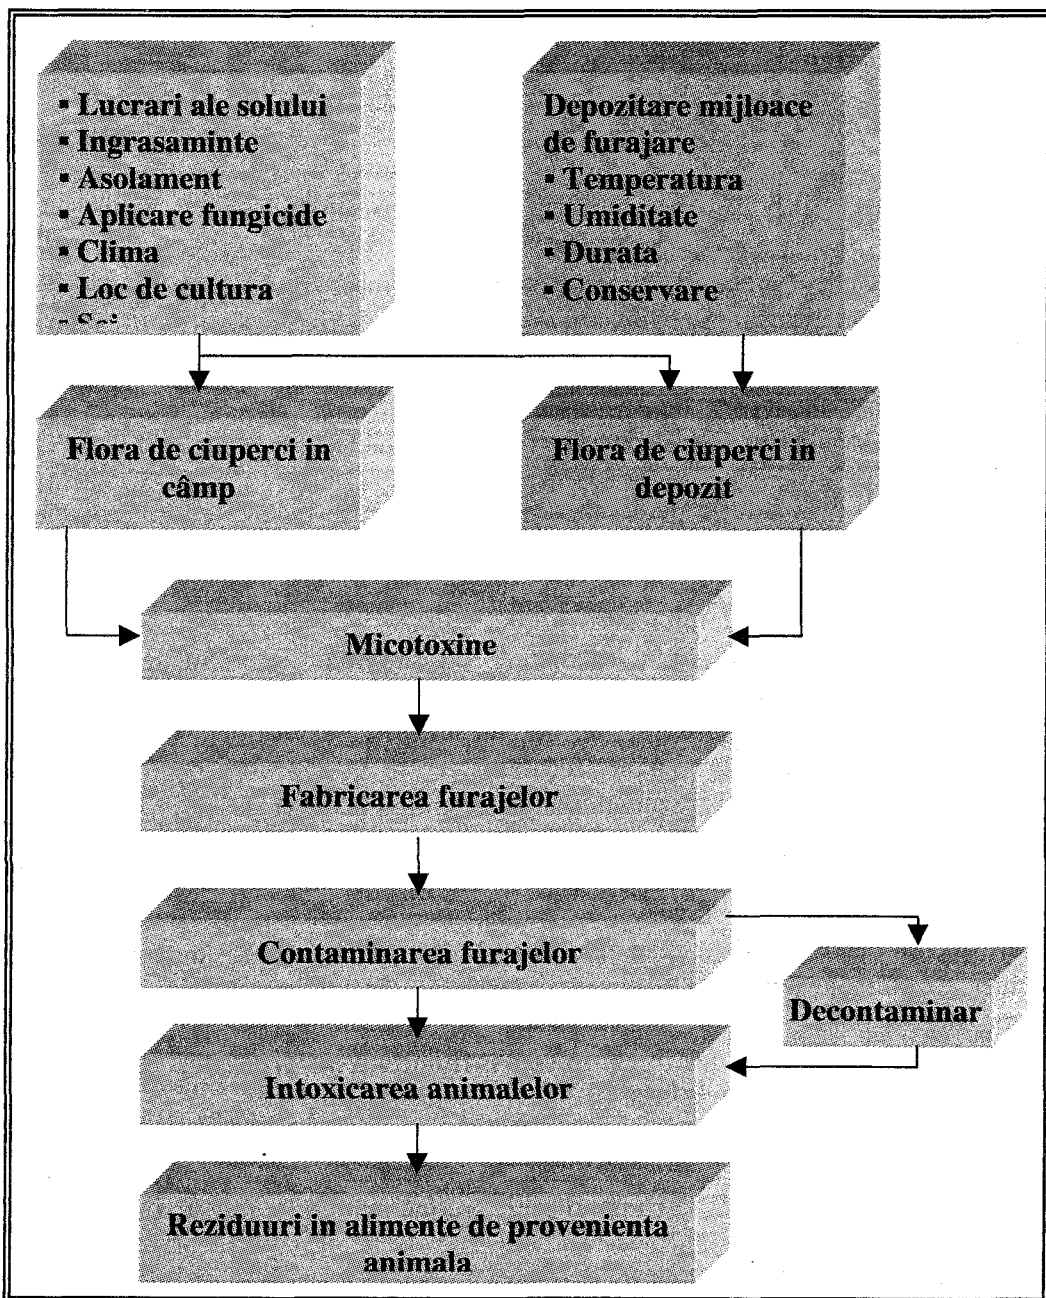 ▪ Lucrari ale solului
▪ Ingrasaminte
▪ Asolament
▪ Aplicare fungicide
▪ Clima
▪ Loc de cultura
Depozitare mijloace
de furajare
▪ Temperatura
▪ Umiditate
▪ Durata
▪ Conservare
Flora de ciuperci in
câmp
Flora de ciuperci in
depozit
Micotoxine
Fabricarea furajelor
Contaminarea furajelor
Decontaminar
Intoxicarea animalelor
Reziduuri in alimente de provenienta
animala